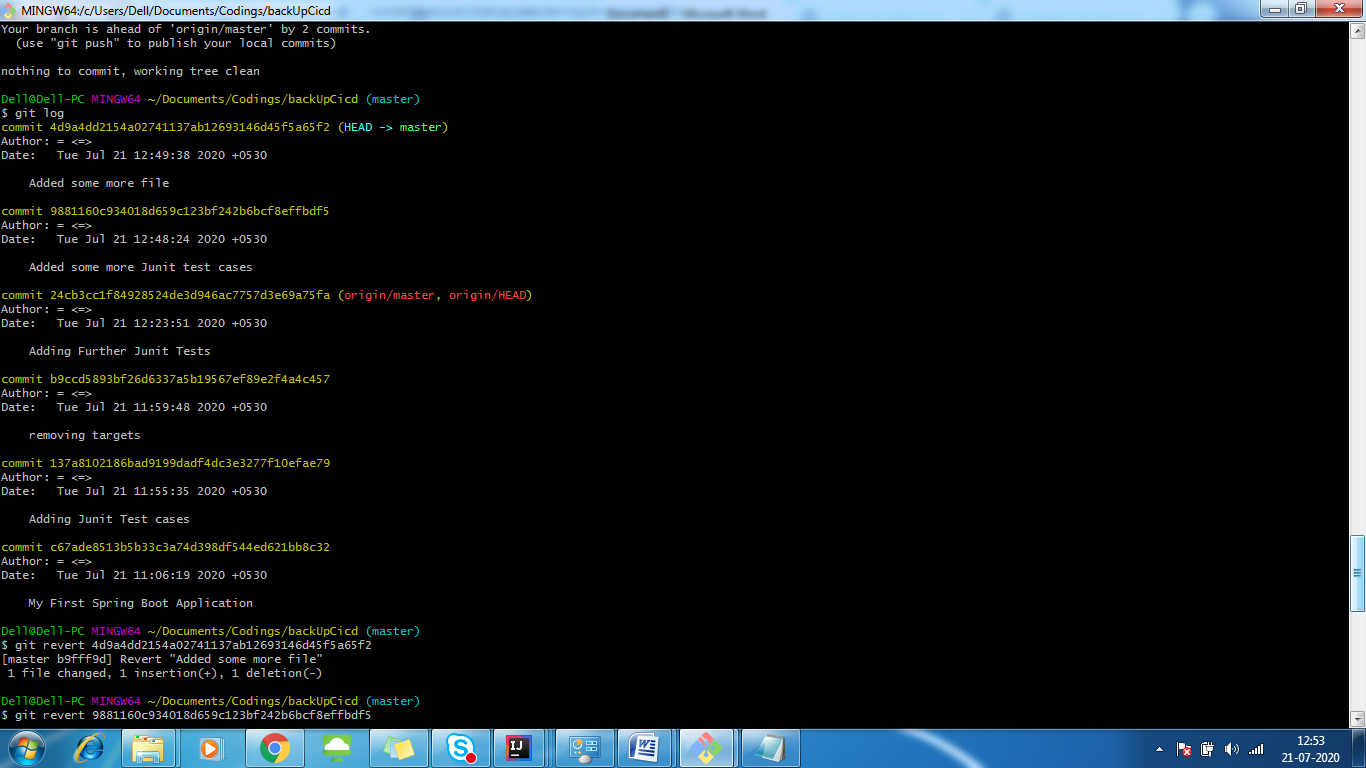 MINGW64:/c/Users/Dell/Documents/Codings/backUpCicd
Your branch is ahead of 'origin/master' by 2 commits.
  (use "git push" to publish your local commits)
nothing to commit, working tree clean
Dell@Dell-PC MINGW64 ~/Documents/Codings/backUpCicd (master)
$ git log
commit 4d9a4dd2154a02741137ab12693146d45f5a65f2 (HEAD -> master)
Author: = <=>
Date:   Tue Jul 21 12:49:38 2020 +0530
    Added some more file
commit 9881160c934018d659c123bf242b6bcf8effbdf5
Author: = <=>
Date:   Tue Jul 21 12:48:24 2020 +0530
    Added some more Junit test cases
commit 24cb3cc1f84928524de3d946ac7757d3e69a75fa (origin/master, origin/HEAD)
Author: = <=>
Date:   Tue Jul 21 12:23:51 2020 +0530
    Adding Further Junit Tests
commit b9ccd5893bf26d6337a5b19567ef89e2f4a4c457
Author: = <=>
Date:   Tue Jul 21 11:59:48 2020 +0530
    removing targets
commit 137a8102186bad9199dadf4dc3e3277f10efae79
Author: = <=>
Date:   Tue Jul 21 11:55:35 2020 +0530
    Adding Junit Test cases
commit c67ade8513b5b33c3a74d398df544ed621bb8c32
Author: = <=>
Date:   Tue Jul 21 11:06:19 2020 +0530
    My First Spring Boot Application
Dell@Dell-PC MINGW64 ~/Documents/Codings/backUpCicd (master)
$ git revert 4d9a4dd2154a02741137ab12693146d45f5a65f2
[master b9fff9d] Revert "Added some more file"
 1 file changed, 1 insertion(+), 1 deletion(-)
Dell@Dell-PC MINGW64 ~/Documents/Codings/backUpCicd (master)
$ git revert 9881160c934018d659c123bf242b6bcf8effbdf5
12:53
21-07-2020